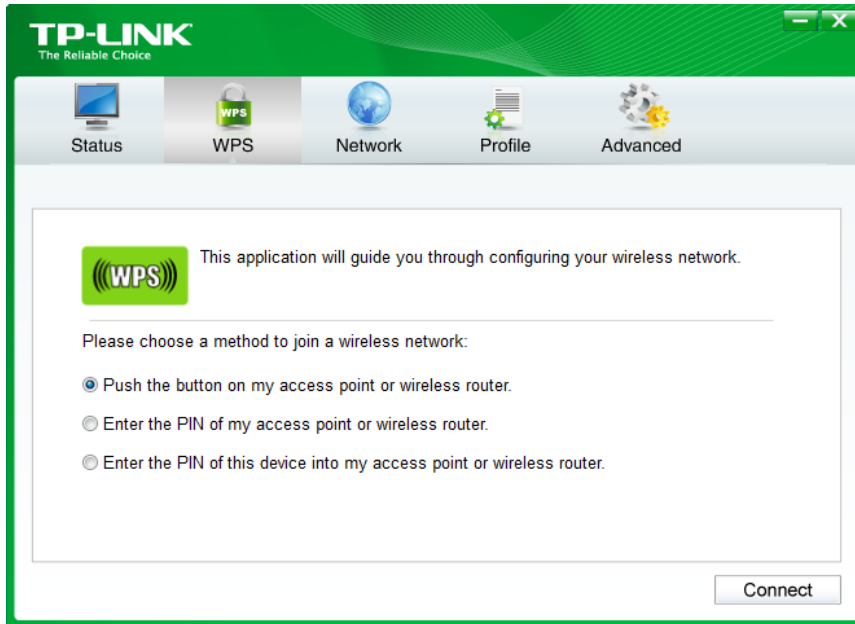 TP-LINK
The Reliable Choice
Status WPS Network Profile Advanced
WPS
(((WPS)))
This application will guide you through configuring your wireless network.
Please choose a method to join a wireless network:
Push the button on my access point or wireless router.
Enter the PIN of my access point or wireless router.
Enter the PIN of this device into my access point or wireless router.
Connect